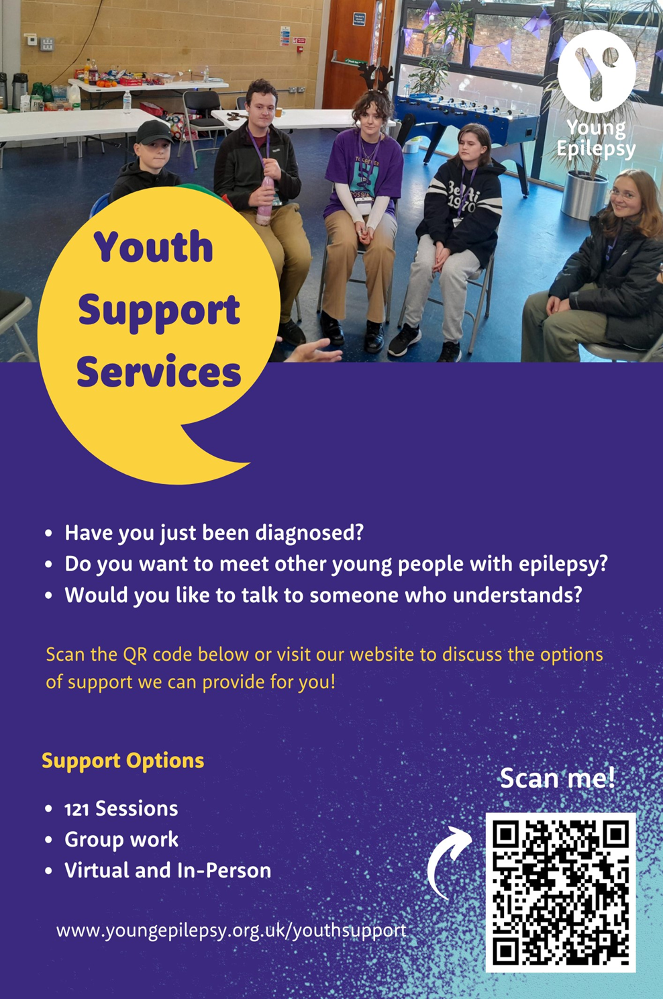 Young
Epilepsy
TOGETHER
POSSIBLE
1970
Youth
Support
Services
• Have you just been diagnosed?
• Do you want to meet other young people with epilepsy?
• Would you like to talk to someone who understands?
Scan the QR code below or visit our website to discuss the options
of support we can provide for you!
Support Options
• 121 Sessions
• Group work
• Virtual and In-Person
Scan me!
www.youngepilepsy.org.uk/youthsupport